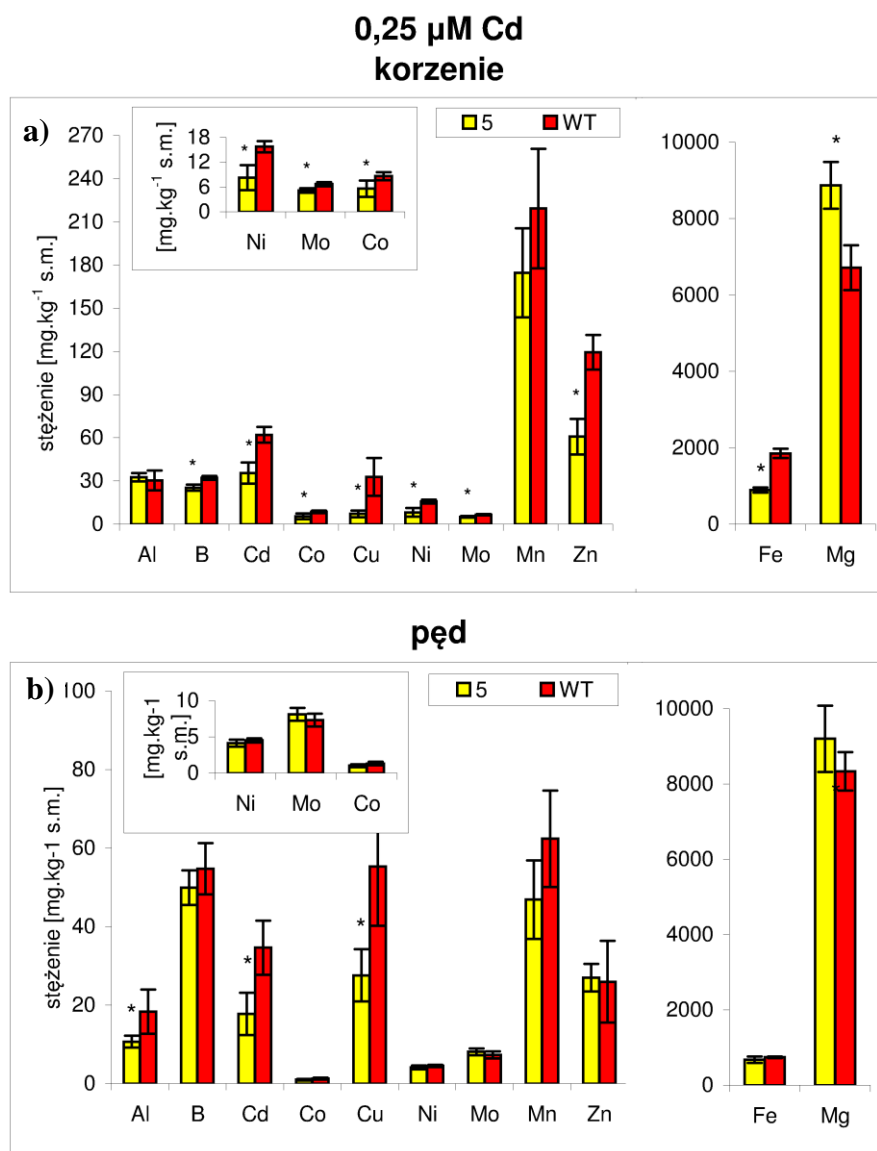 0,25 µM Cd
korzenie
a)
5 WT
stężenie [mg.kg-1 s.m.]
270
240
210
180
150
120
90
60
30
0
[mg.kg-1 s.m.]
18
12
6
0
* * *
Ni Mo Co
* * * * * * *
Al B Cd Co Cu Ni Mo Mn Zn
10000
8000
6000
4000
2000
0
* *
Fe Mg
pęd
b)
5 WT
stężenie [mg.kg-1 s.m.]
100
80
60
40
20
0
[mg.kg-1
s.m.]
10
5
0
Ni Mo Co
* * *
Al B Cd Co Cu Ni Mo Mn Zn
10000
8000
6000
4000
2000
0
Fe Mg